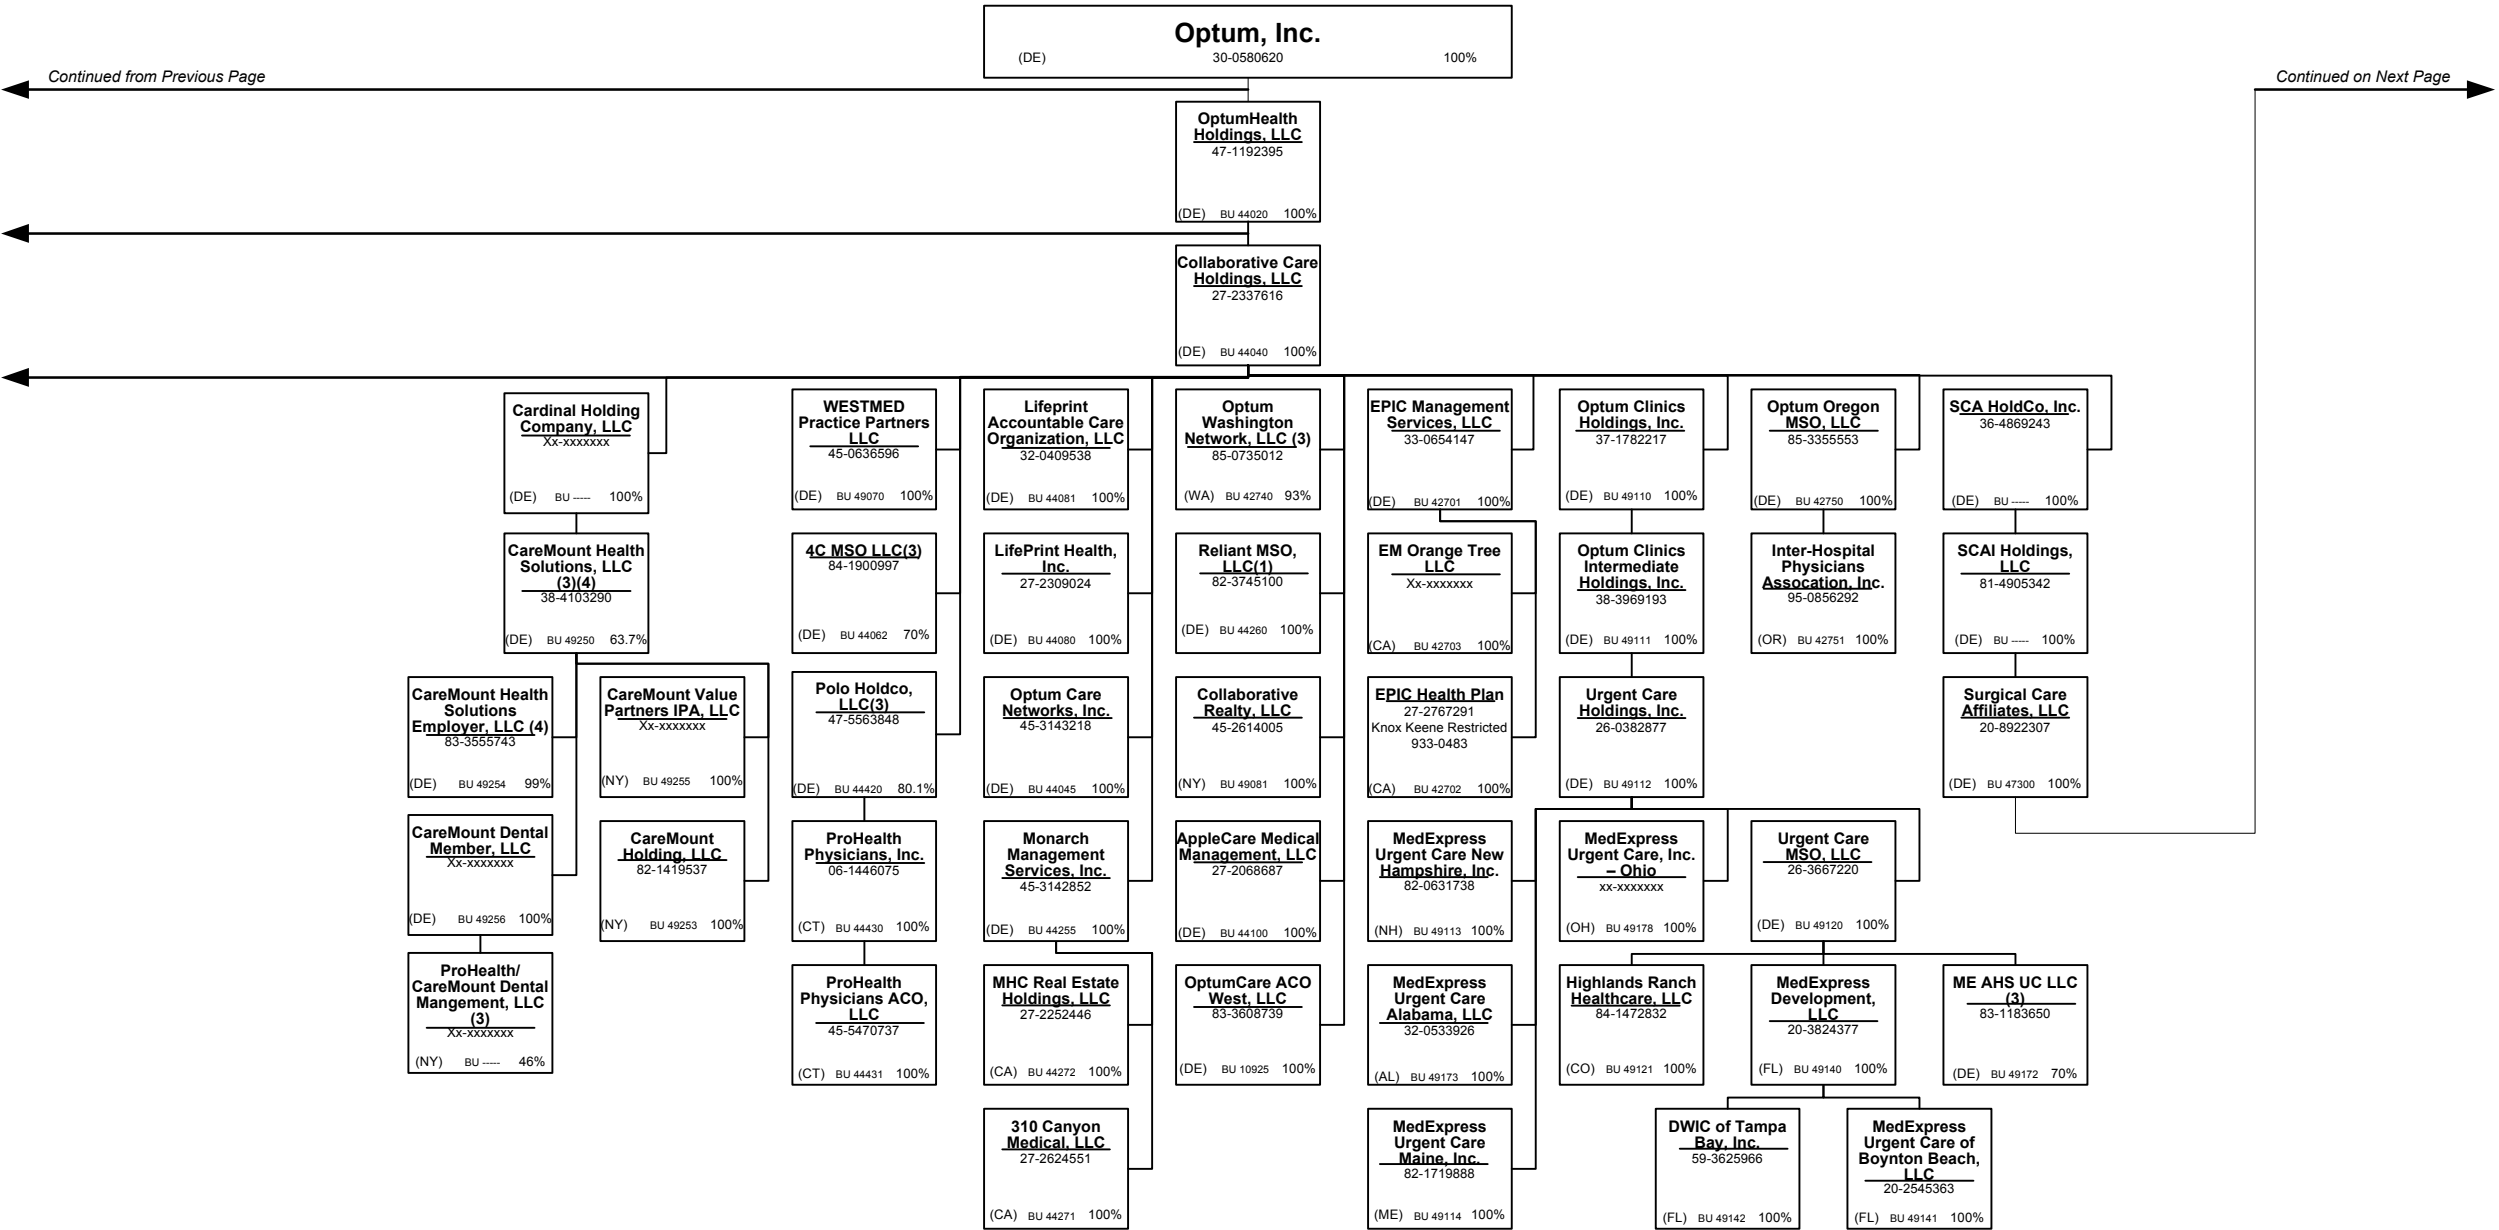 Optum, Inc.
(DE) 30-0580620 100%
Continued from Previous Page
Continued on Next Page
OptumHealth
Holdings, LLC
47-1192395
(DE) BU 44020 100%
Collaborative Care
Holdings, LLC
27-2337616
(DE) BU 44040 100%
Cardinal Holding
Company, LLC
Xx-xxxxxxx
(DE) BU ----- 100%
WESTMED
Practice Partners
LLC
45-0636596
(DE) BU 49070 100%
Lifeprint
Accountable Care
Organization, LLC
32-0409538
(DE) BU 44081 100%
Optum
Washington
Network, LLC (3)
85-0735012
(WA) BU 42740 93%
EPIC Management
Services, LLC
33-0654147
(DE) BU 42701 100%
Optum Clinics
Holdings, Inc.
37-1782217
(DE) BU 49110 100%
Optum Oregon
MSO, LLC
85-3355553
(DE) BU 42750 100%
SCA HoldCo, Inc.
36-4869243
(DE) BU ----- 100%
CareMount Health
Solutions, LLC
(3)(4)
38-4103290
(DE) BU 49250 63.7%
4C MSO LLC(3)
84-1900997
(DE) BU 44062 70%
LifePrint Health,
Inc.
27-2309024
(DE) BU 44080 100%
Reliant MSO,
LLC(1)
82-3745100
(DE) BU 44260 100%
EM Orange Tree
LLC
Xx-xxxxxxx
(CA) BU 42703 100%
Optum Clinics
Intermediate
Holdings, Inc.
38-3969193
(DE) BU 49111 100%
Inter-Hospital
Physicians
Assocation, Inc.
95-0856292
(OR) BU 42751 100%
SCAI Holdings,
LLC
81-4905342
(DE) BU ----- 100%
CareMount Health
Solutions
Employer, LLC (4)
83-3555743
(DE) BU 49254 99%
CareMount Value
Partners IPA, LLC
Xx-xxxxxxx
(NY) BU 49255 100%
Polo Holdco,
LLC(3)
47-5563848
(DE) BU 44420 80.1%
Optum Care
Networks, Inc.
45-3143218
(DE) BU 44045 100%
Collaborative
Realty, LLC
45-2614005
(NY) BU 49081 100%
EPIC Health Plan
27-2767291
Knox Keene Restricted
933-0483
(CA) BU 42702 100%
Urgent Care
Holdings, Inc.
26-0382877
(DE) BU 49112 100%
Surgical Care
Affiliates, LLC
20-8922307
(DE) BU 47300 100%
CareMount Dental
Member, LLC
Xx-xxxxxxx
(DE) BU 49256 100%
CareMount
Holding, LLC
82-1419537
(NY) BU 49253 100%
ProHealth
Physicians, Inc.
06-1446075
(CT) BU 44430 100%
Monarch
Management
Services, Inc.
45-3142852
(DE) BU 44255 100%
AppleCare Medical
Management, LLC
27-2068687
(DE) BU 44100 100%
MedExpress
Urgent Care New
Hampshire, Inc.
82-0631738
(NH) BU 49113 100%
MedExpress
Urgent Care, Inc.
– Ohio
xx-xxxxxxx
(OH) BU 49178 100%
Urgent Care
MSO, LLC
26-3667220
(DE) BU 49120 100%
ProHealth/
CareMount Dental
Mangement, LLC
(3)
Xx-xxxxxxx
(NY) BU ----- 46%
ProHealth
Physicians ACO,
LLC
45-5470737
(CT) BU 44431 100%
MHC Real Estate
Holdings, LLC
27-2252446
(CA) BU 44272 100%
OptumCare ACO
West, LLC
83-3608739
(DE) BU 10925 100%
MedExpress
Urgent Care
Alabama, LLC
32-0533926
(AL) BU 49173 100%
Highlands Ranch
Healthcare, LLC
84-1472832
(CO) BU 49121 100%
MedExpress
Development,
LLC
20-3824377
(FL) BU 49140 100%
ME AHS UC LLC
(3)
83-1183650
(DE) BU 49172 70%
310 Canyon
Medical, LLC
27-2624551
(CA) BU 44271 100%
MedExpress
Urgent Care
Maine, Inc.
82-1719888
(ME) BU 49114 100%
DWIC of Tampa
Bay, Inc.
59-3625966
(FL) BU 49142 100%
MedExpress
Urgent Care of
Boynton Beach,
LLC
20-2545363
(FL) BU 49141 100%